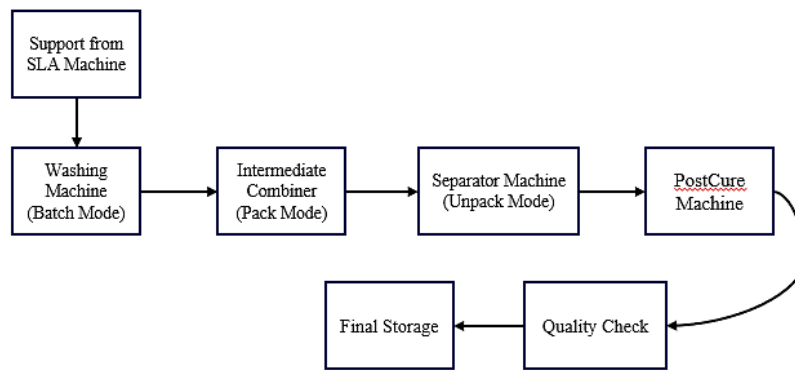 Support from
SLA Machine
Washing
Machine
(Batch Mode)
Intermediate
Combiner
(Pack Mode)
Separator Machine
(Unpack Mode)
PostCure
Machine
Final Storage
Quality Check